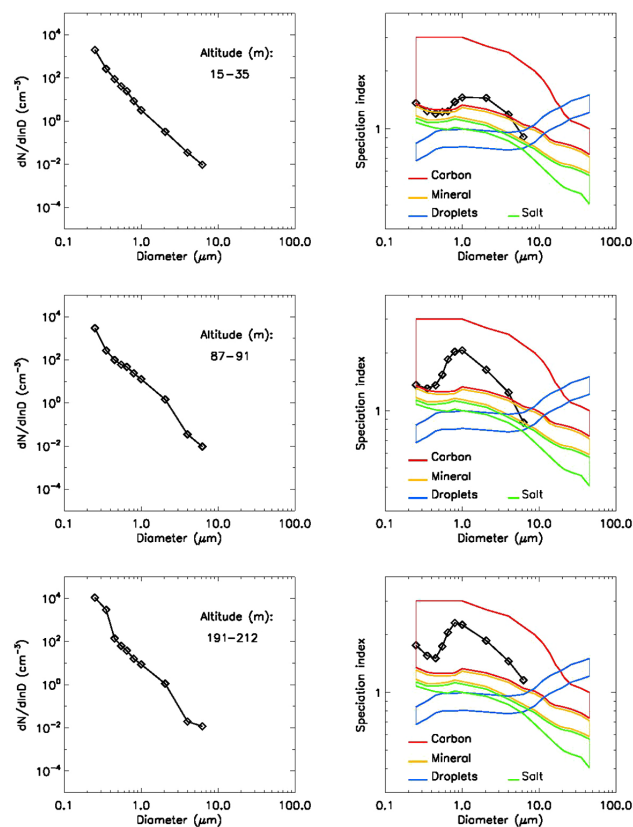 10⁴
10²
10⁰
10⁻²
10⁻⁴
dN/dlnD (cm⁻³)
Altitude (m):
15–35
0.1 1.0 10.0 100.0
Diameter (μm)
Speciation index
1
Carbon
Mineral
Droplets Salt
0.1 1.0 10.0 100.0
Diameter (μm)
10⁴
10²
10⁰
10⁻²
10⁻⁴
dN/dlnD (cm⁻³)
Altitude (m):
87–91
0.1 1.0 10.0 100.0
Diameter (μm)
Speciation index
1
Carbon
Mineral
Droplets Salt
0.1 1.0 10.0 100.0
Diameter (μm)
10⁴
10²
10⁰
10⁻²
10⁻⁴
dN/dlnD (cm⁻³)
Altitude (m):
191–212
0.1 1.0 10.0 100.0
Diameter (μm)
Speciation index
1
Carbon
Mineral
Droplets Salt
0.1 1.0 10.0 100.0
Diameter (μm)